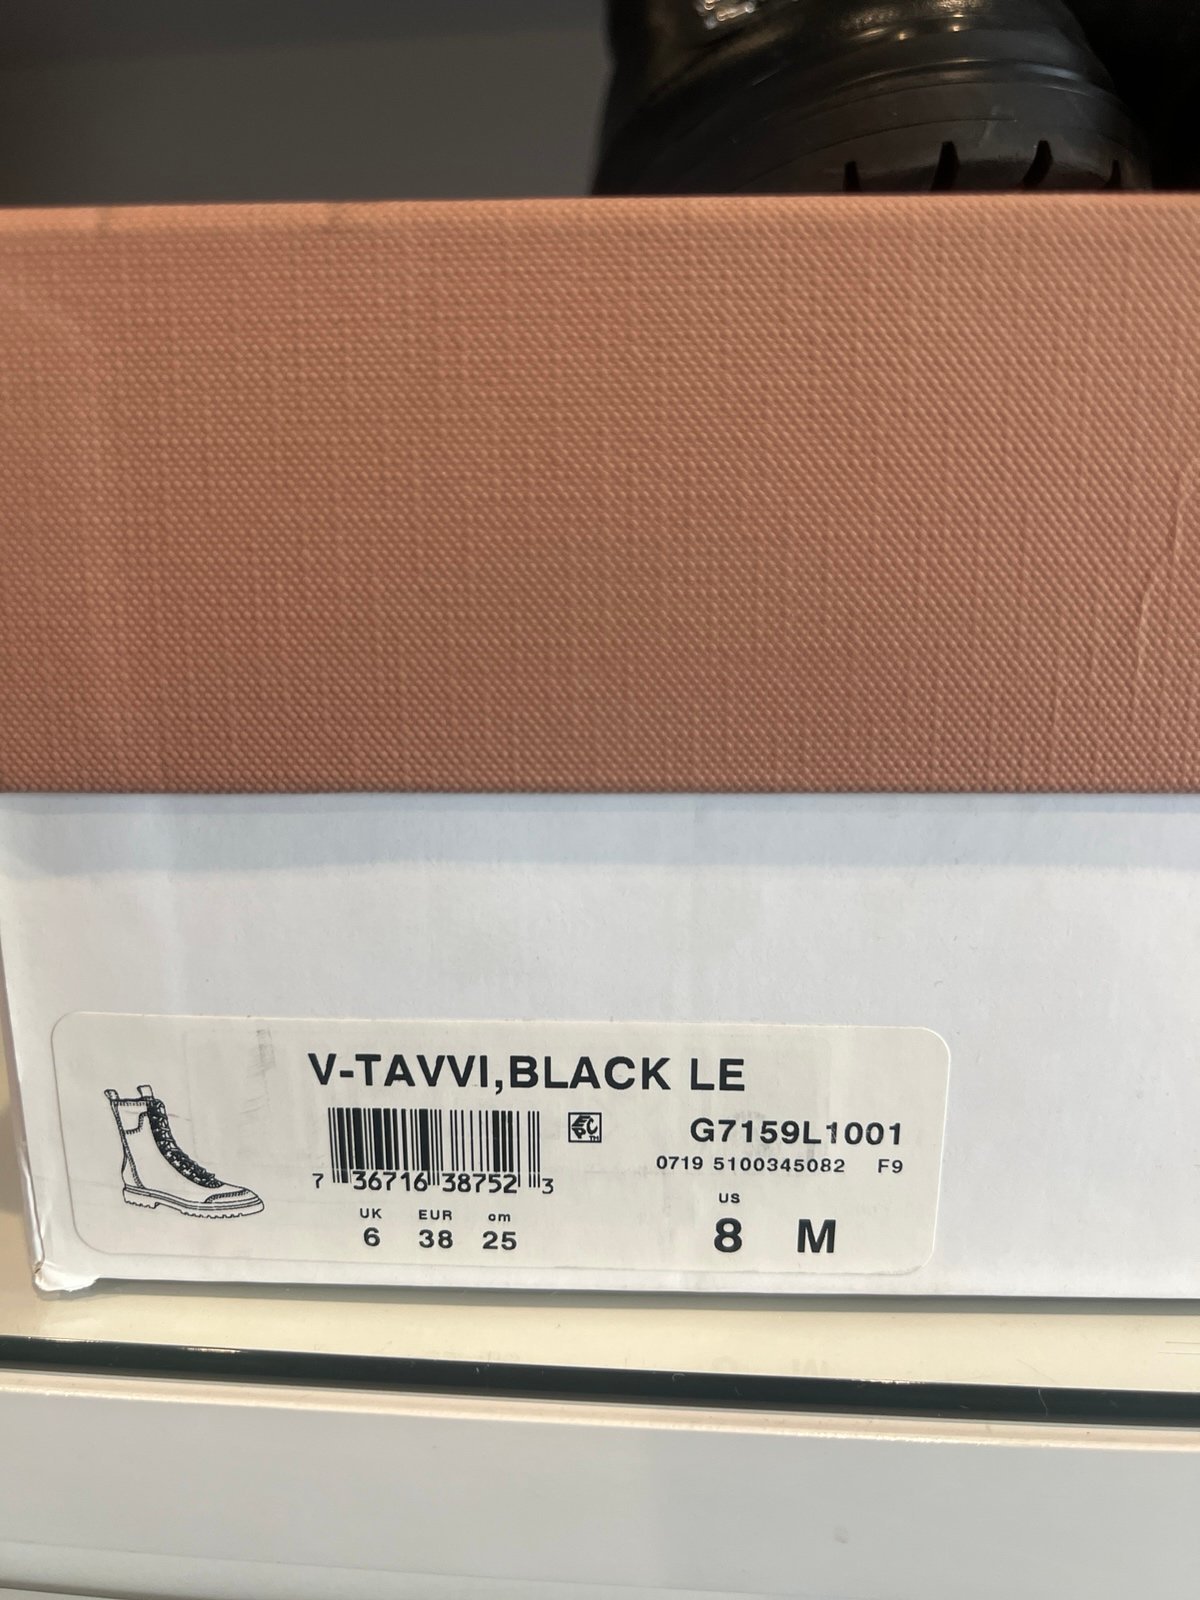 V-TAVVI,BLACK LE
G7159L1001
7 36716 38752 3
0719 5100345082 F9
UK EUR cm US
6 38 25 8 M